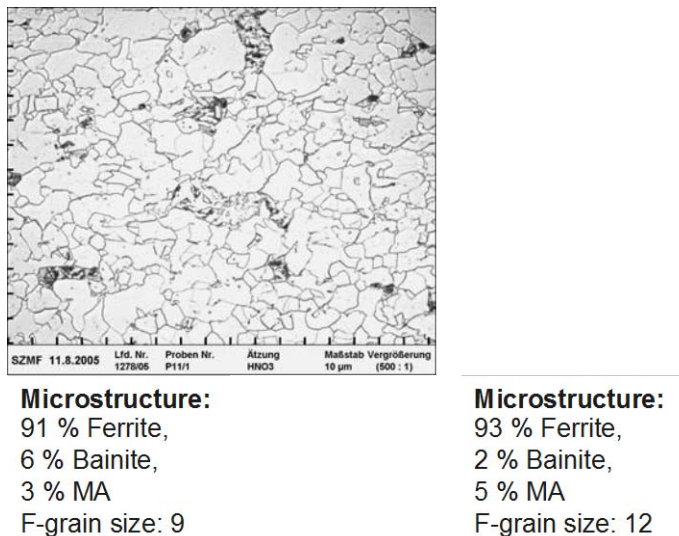 SZMF 11.8.2005 Lfd. Nr. Proben Nr. Ätzung Maßstab Vergrößerung
1278/05 P11/1 HNO3 10 µm (500 : 1)
Microstructure:
91 % Ferrite,
6 % Bainite,
3 % MA
F-grain size: 9
Microstructure:
93 % Ferrite,
2 % Bainite,
5 % MA
F-grain size: 12